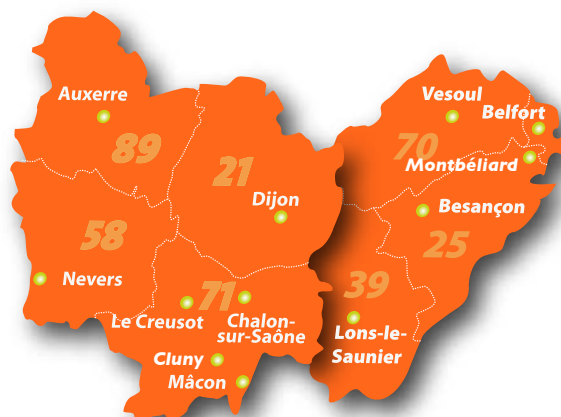 Auxerre
89
21
Dijon
58
Nevers
71
Le Creusot
Chalon-
sur-Saône
Cluny
Mâcon
Vesoul
Belfort
70
Montbéliard
Besançon
25
39
Lons-le-
Saunier